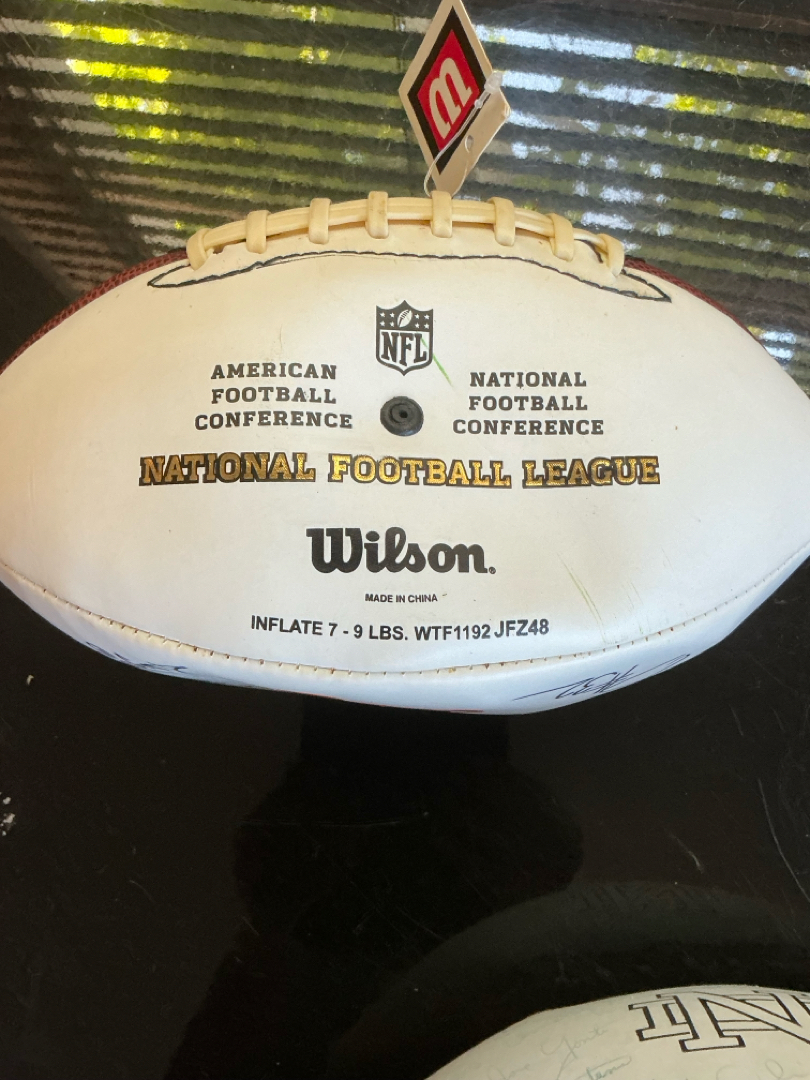 W
NFL
AMERICAN
FOOTBALL
CONFERENCE
NATIONAL
FOOTBALL
CONFERENCE
NATIONAL FOOTBALL LEAGUE
Wilson.
MADE IN CHINA
INFLATE 7 - 9 LBS. WTF1192 JFZ48
N